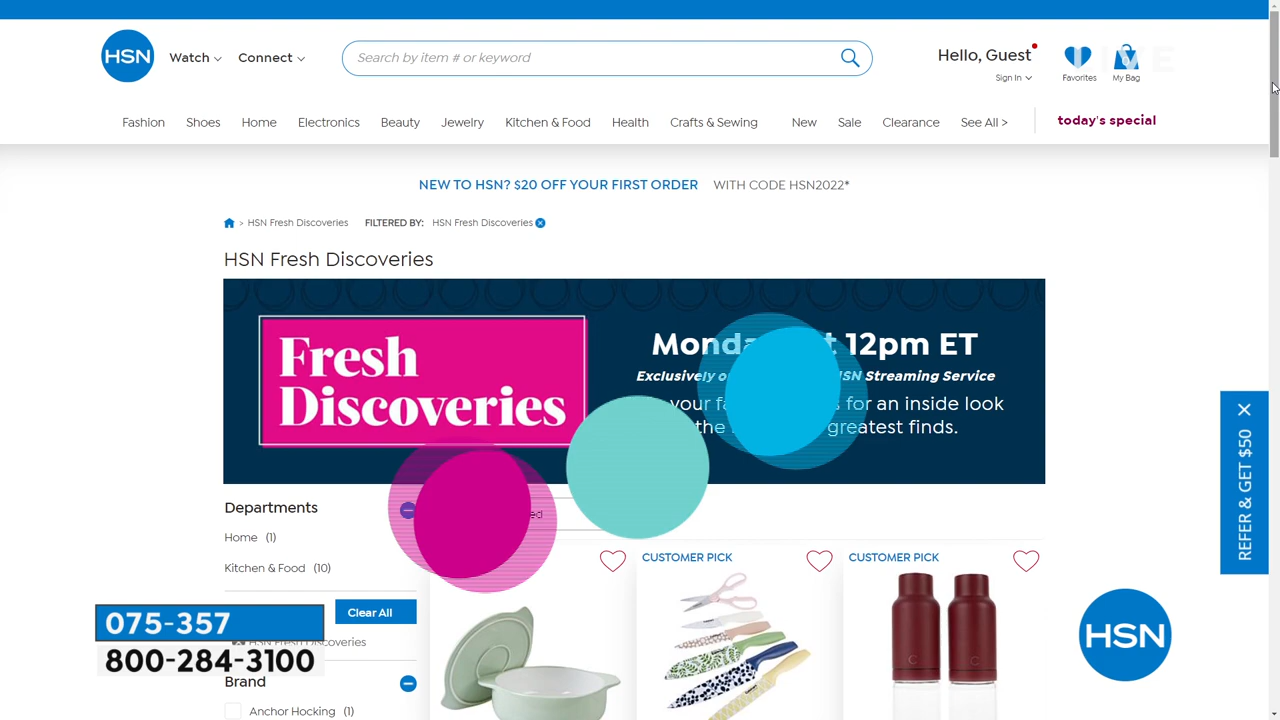 HSN
Watch
Connect
Search by item # or keyword
Hello, Guest
Sign In
Favorites
My Bag
Fashion
Shoes
Home
Electronics
Beauty
Jewelry
Kitchen & Food
Health
Crafts & Sewing
New
Sale
Clearance
See All >
today's special
NEW TO HSN? $20 OFF YOUR FIRST ORDER WITH CODE HSN2022*
> HSN Fresh Discoveries
FILTERED BY: HSN Fresh Discoveries
HSN Fresh Discoveries
Fresh
Discoveries
12pm ET
Exclusively HSN Streaming Service
your for an inside look
the greatest finds.
Departments
Home (1)
Kitchen & Food (10)
Clear All
HSN Fresh Discoveries
Brand
Anchor Hocking (1)
CUSTOMER PICK
CUSTOMER PICK
075-357
800-284-3100
REFER & GET $50
HSN